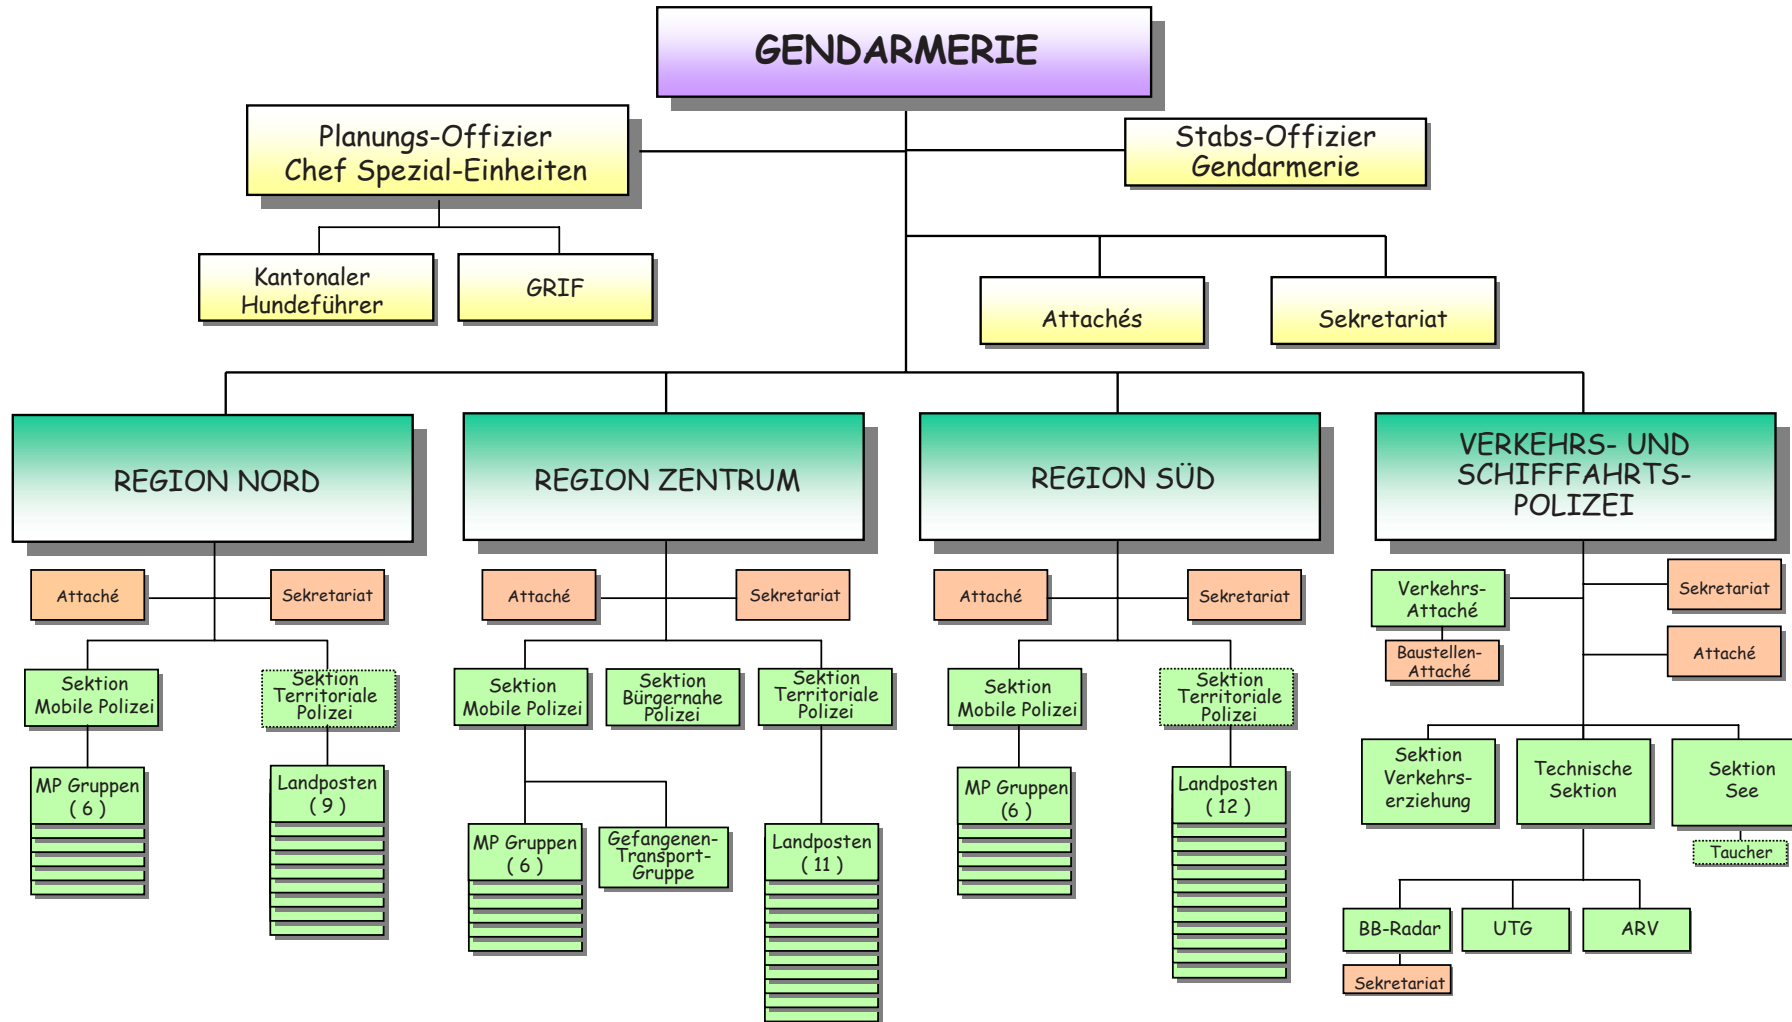 GENDARMERIE
Planungs-Offizier
Chef Spezial-Einheiten
Stabs-Offizier
Gendarmerie
Kantonaler
Hundeführer
GRIF
Attachés
Sekretariat
REGION NORD
REGION ZENTRUM
REGION SÜD
VERKEHRS- UND
SCHIFFFAHRTS-
POLIZEI
Attaché
Sekretariat
Sektion
Mobile Polizei
Sektion
Territoriale
Polizei
MP Gruppen
( 6 )
Landposten
( 9 )
Attaché
Sekretariat
Sektion
Mobile Polizei
Sektion
Bürgernahe
Polizei
Sektion
Territoriale
Polizei
MP Gruppen
( 6 )
Gefangenen-
Transport-
Gruppe
Landposten
( 11 )
Attaché
Sekretariat
Sektion
Mobile Polizei
Sektion
Territoriale
Polizei
MP Gruppen
(6 )
Landposten
( 12 )
Verkehrs-
Attaché
Baustellen-
Attaché
Sekretariat
Attaché
Sektion
Verkehrs-
erziehung
Technische
Sektion
Sektion
See
Taucher
BB-Radar
UTG
ARV
Sekretariat